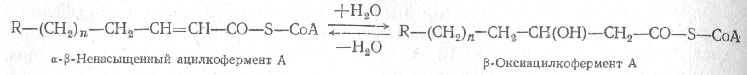 +H₂O
R—(CH₂)ₙ—CH₂—CH=CH—CO—S—CoA ⇄ R—(CH₂)ₙ—CH₂—CH(OH)—CH₂—CO—S—CoA
—H₂O
α-β-Ненасыщенный ацилкофермент А
β-Оксиацилкофермент А